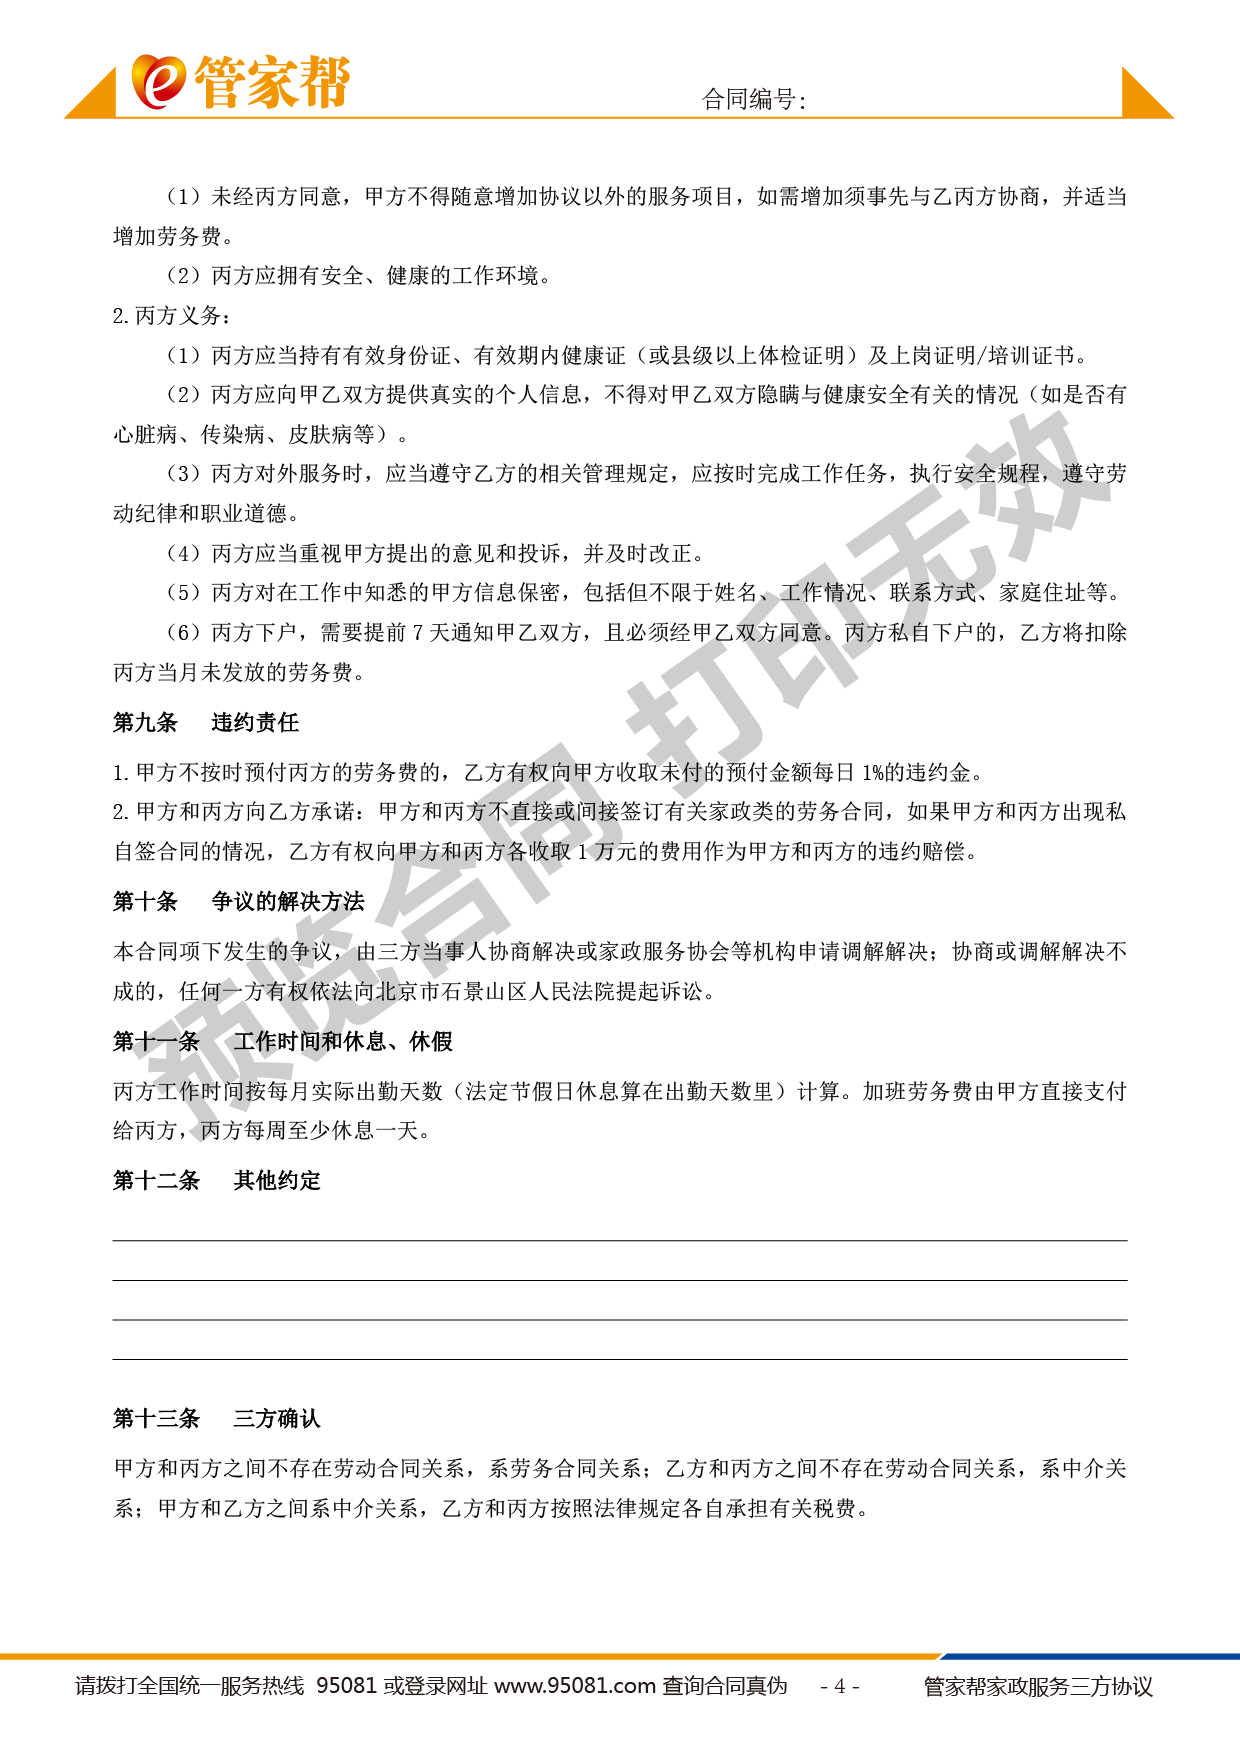 管家帮
合同编号：
（1）未经丙方同意，甲方不得随意增加协议以外的服务项目，如需增加须事先与乙丙方协商，并适当
增加劳务费。
（2）丙方应拥有安全、健康的工作环境。
2.丙方义务：
（1）丙方应当持有有效身份证、有效期内健康证（或县级以上体检证明）及上岗证明/培训证书。
（2）丙方应向甲乙双方提供真实的个人信息，不得对甲乙双方隐瞒与健康安全有关的情况（如是否有
心脏病、传染病、皮肤病等）。
（3）丙方对外服务时，应当遵守乙方的相关管理规定，应按时完成工作任务，执行安全规程，遵守劳
动纪律和职业道德。
（4）丙方应当重视甲方提出的意见和投诉，并及时改正。
（5）丙方对在工作中知悉的甲方信息保密，包括但不限于姓名、工作情况、联系方式、家庭住址等。
（6）丙方下户，需要提前 7 天通知甲乙双方，且必须经甲乙双方同意。丙方私自下户的，乙方将扣除
丙方当月未发放的劳务费。
第九条 违约责任
1.甲方不按时预付丙方的劳务费的，乙方有权向甲方收取未付的预付金额每日 1%的违约金。
2.甲方和丙方向乙方承诺：甲方和丙方不直接或间接签订有关家政类的劳务合同，如果甲方和丙方出现私
自签合同的情况，乙方有权向甲方和丙方各收取 1 万元的费用作为甲方和丙方的违约赔偿。
第十条 争议的解决方法
本合同项下发生的争议，由三方当事人协商解决或家政服务协会等机构申请调解解决；协商或调解解决不
成的，任何一方有权依法向北京市石景山区人民法院提起诉讼。
第十一条 工作时间和休息、休假
丙方工作时间按每月实际出勤天数（法定节假日休息算在出勤天数里）计算。加班劳务费由甲方直接支付
给丙方，丙方每周至少休息一天。
第十二条 其他约定
第十三条 三方确认
甲方和丙方之间不存在劳动合同关系，系劳务合同关系；乙方和丙方之间不存在劳动合同关系，系中介关
系；甲方和乙方之间系中介关系，乙方和丙方按照法律规定各自承担有关税费。
预览合同 打印无效
请拨打全国统一服务热线 95081 或登录网址 www.95081.com 查询合同真伪 - 4 - 管家帮家政服务三方协议